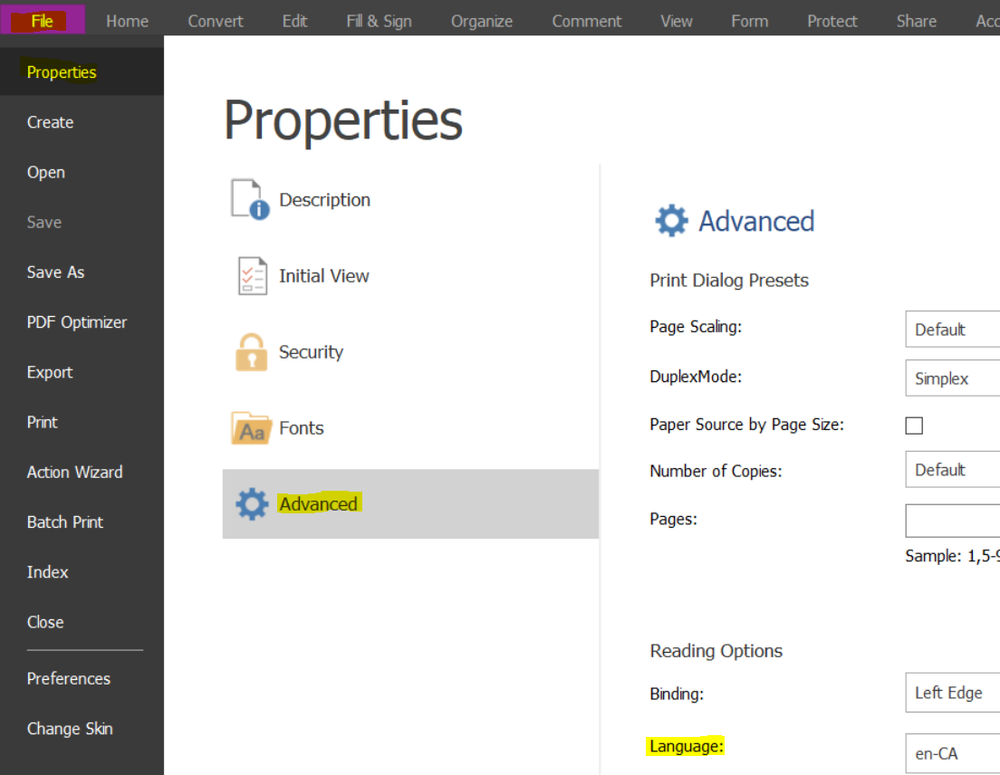 File Home Convert Edit Fill & Sign Organize Comment View Form Protect Share Acc
Properties
Create
Open
Save
Save As
PDF Optimizer
Export
Print
Action Wizard
Batch Print
Index
Close
Preferences
Change Skin
Properties
Description
Initial View
Security
Aa Fonts
Advanced
Advanced
Print Dialog Presets
Page Scaling: Default
DuplexMode: Simplex
Paper Source by Page Size:
Number of Copies: Default
Pages:
Sample: 1,5-9
Reading Options
Binding: Left Edge
Language: en-CA